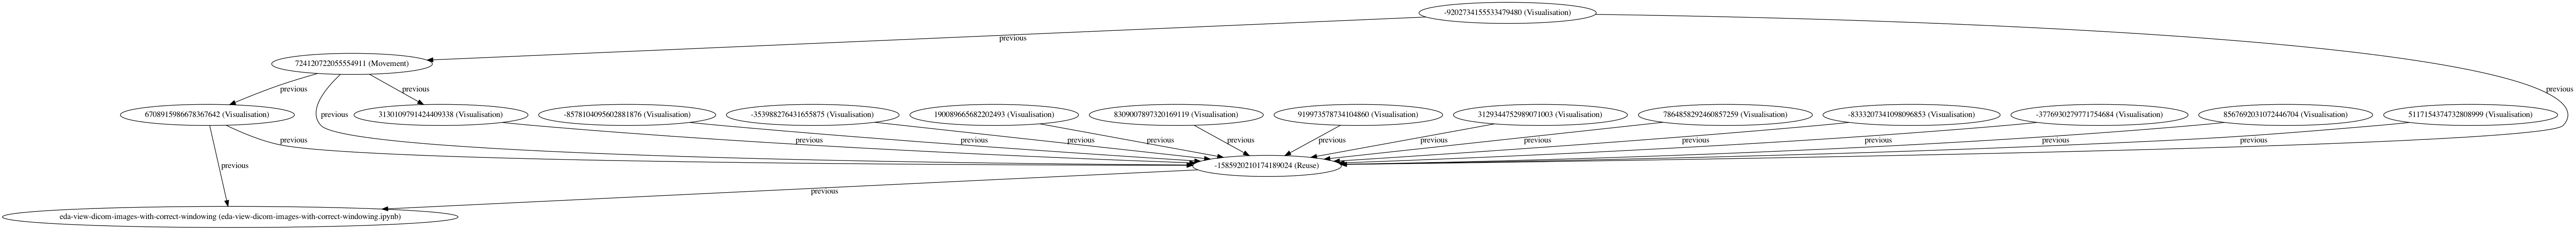 -9202734155533479480 (Visualisation)
previous
724120722055554911 (Movement)
previous
previous
previous
previous
6708915986678367642 (Visualisation)
3130109791424409338 (Visualisation)
-8578104095602881876 (Visualisation)
-353988276431655875 (Visualisation)
190089665682202493 (Visualisation)
8309007897320169119 (Visualisation)
919973578734104860 (Visualisation)
3129344752989071003 (Visualisation)
7864858292460857259 (Visualisation)
-8333207341098096853 (Visualisation)
-3776930279771754684 (Visualisation)
8567692031072446704 (Visualisation)
5117154374732808999 (Visualisation)
previous
previous
previous
previous
previous
previous
previous
previous
previous
previous
previous
previous
previous
-1585920210174189024 (Reuse)
previous
previous
eda-view-dicom-images-with-correct-windowing (eda-view-dicom-images-with-correct-windowing.ipynb)